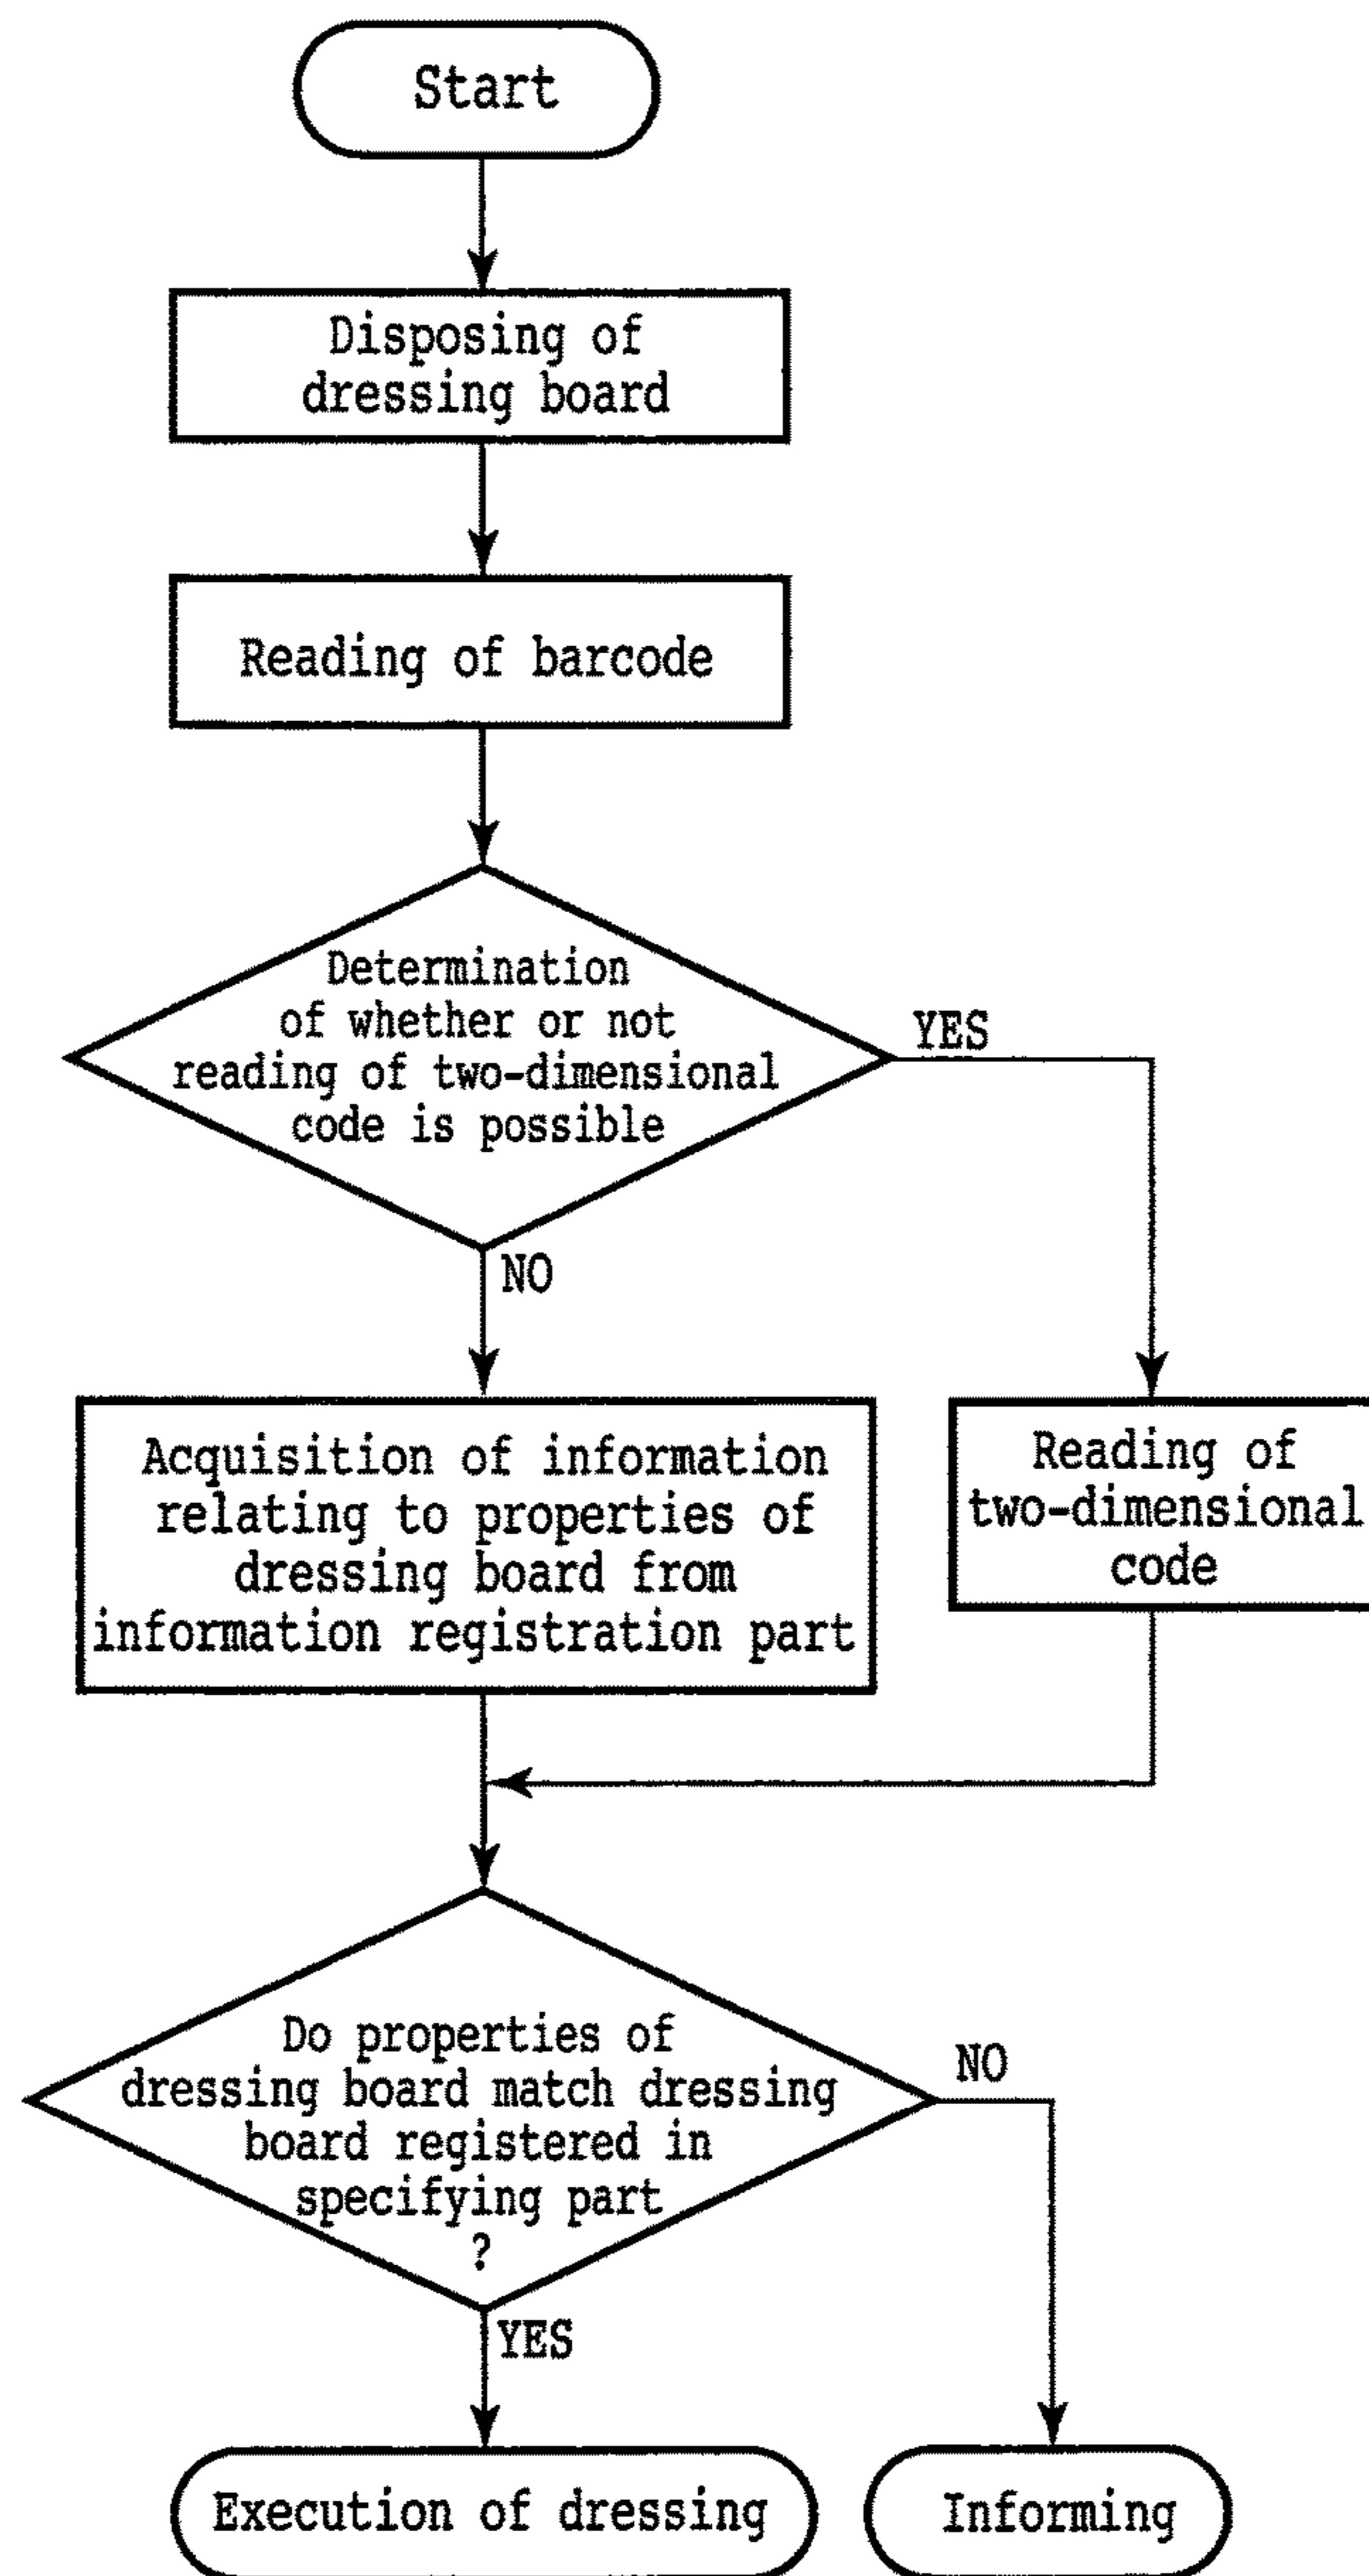 Start
Disposing of
dressing board
Reading of barcode
Determination
of whether or not
reading of two-dimensional
code is possible
YES
NO
Acquisition of information
relating to properties of
dressing board from
information registration part
Reading of
two-dimensional
code
Do properties of
dressing board match dressing
board registered in
specifying part
?
NO
YES
Execution of dressing
Informing